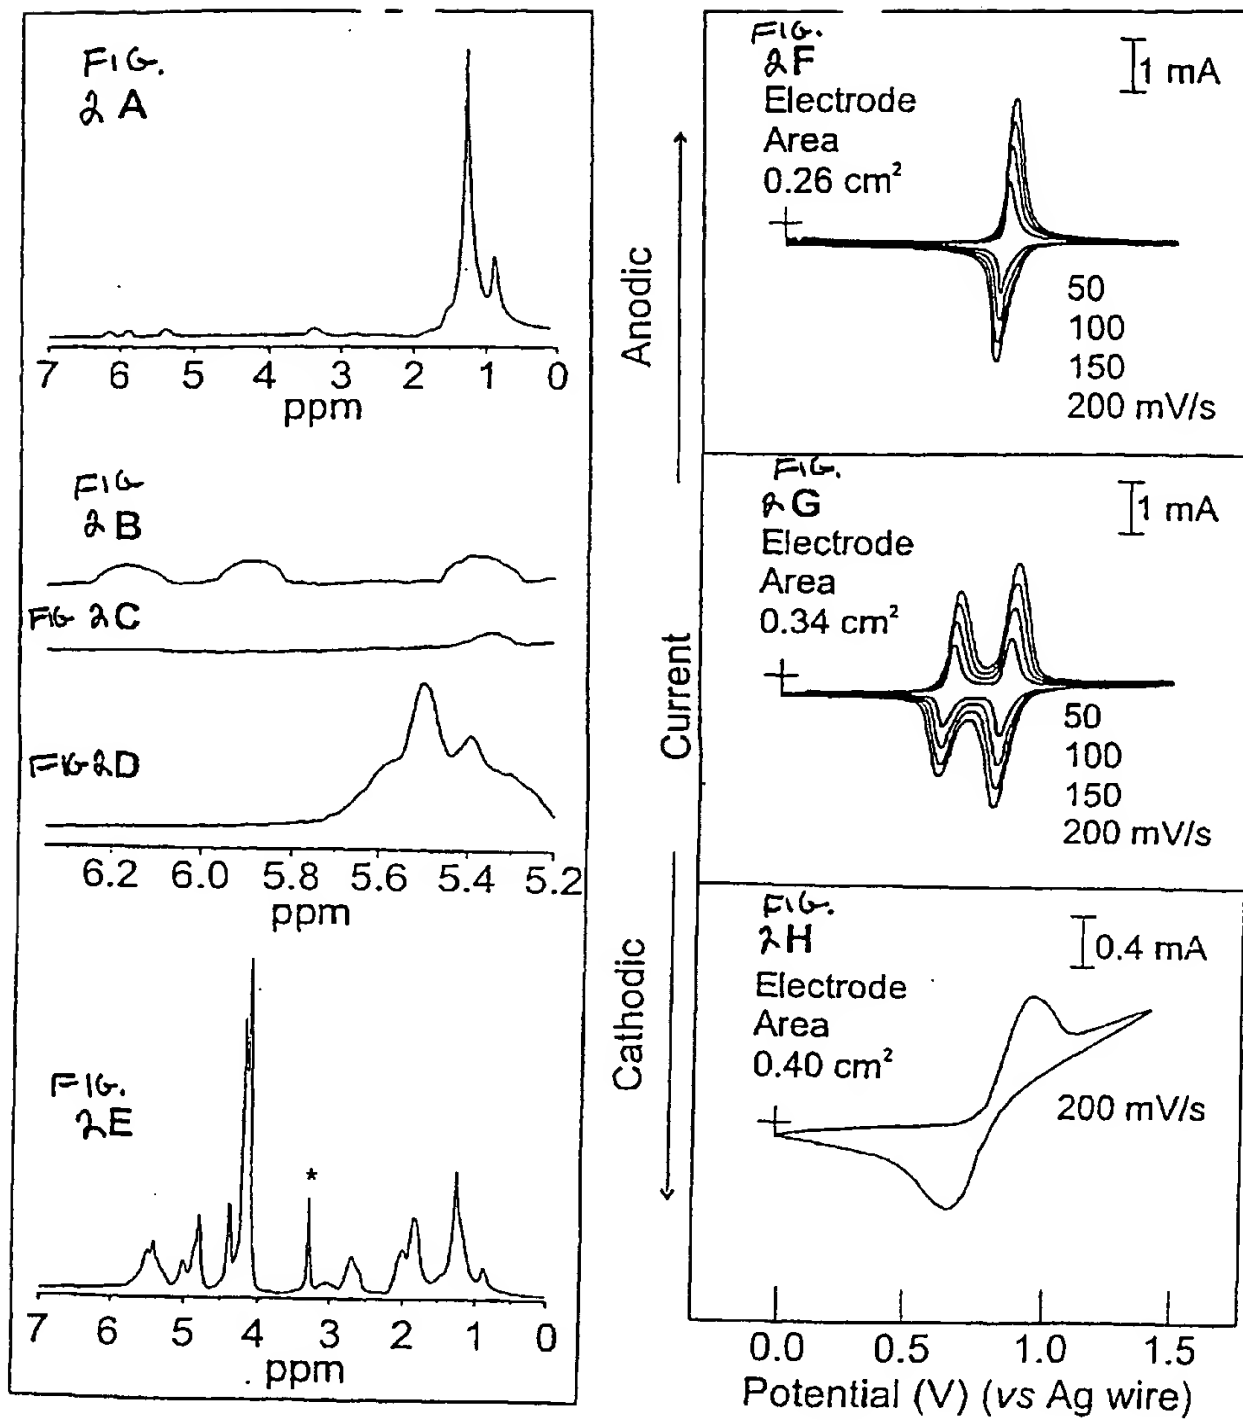 FIG.
2 A
7 6 5 4 3 2 1 0
ppm
FIG
2 B
FIG 2C
FIG 2D
6.2 6.0 5.8 5.6 5.4 5.2
ppm
FIG.
2E
*
7 6 5 4 3 2 1 0
ppm
Anodic
Current
Cathodic
FIG.
2F
Electrode
Area
0.26 cm²
1 mA
50
100
150
200 mV/s
FIG.
2G
Electrode
Area
0.34 cm²
1 mA
50
100
150
200 mV/s
FIG.
2H
Electrode
Area
0.40 cm²
0.4 mA
200 mV/s
0.0 0.5 1.0 1.5
Potential (V) (vs Ag wire)